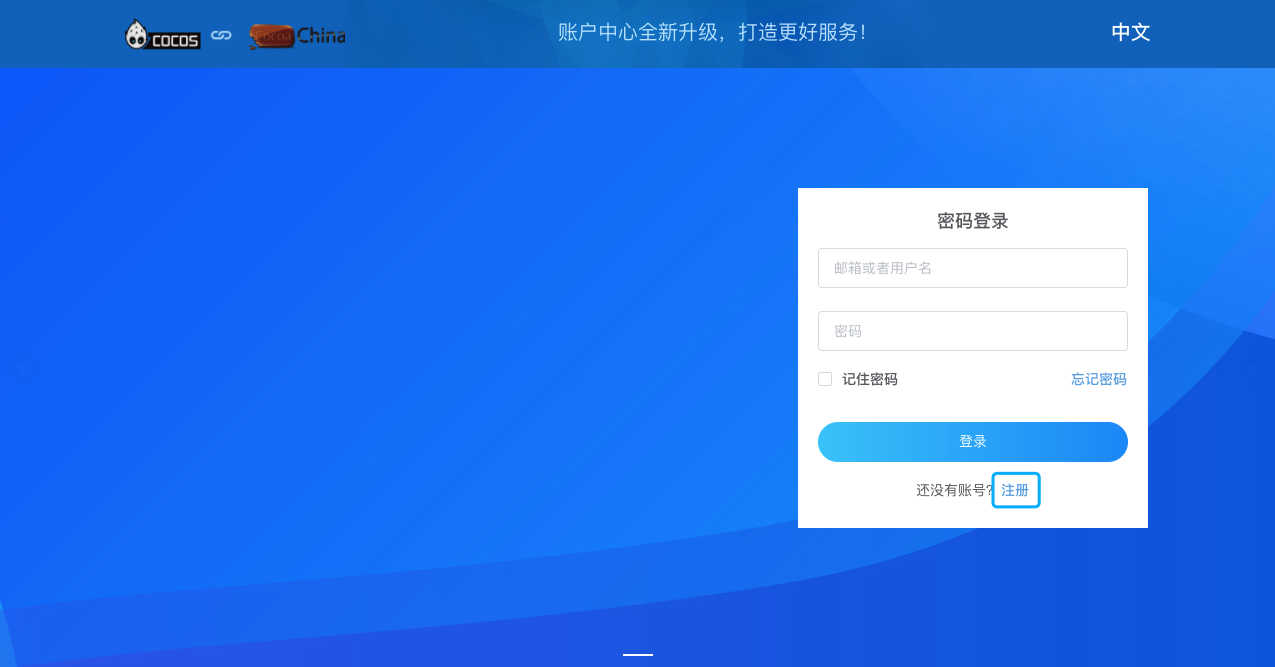 COCOS Cocoa China 账户中心全新升级，打造更好服务！ 中文
密码登录
邮箱或者用户名
密码
记住密码 忘记密码
登录
还没有账号? 注册